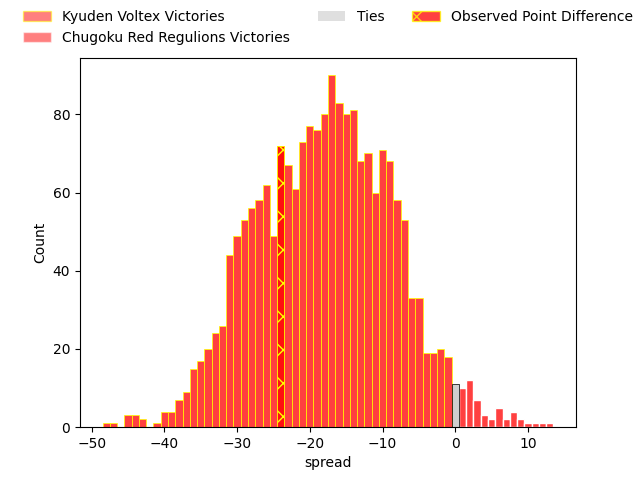 Kyuden Voltex Victories
Chugoku Red Regulions Victories
Ties
Observed Point Difference
80
60
40
20
0
Count
−50 −40 −30 −20 −10 0 10
spread